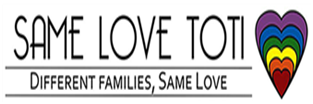 SAME LOVE TOTI
DIFFERENT FAMILIES, SAME LOVE